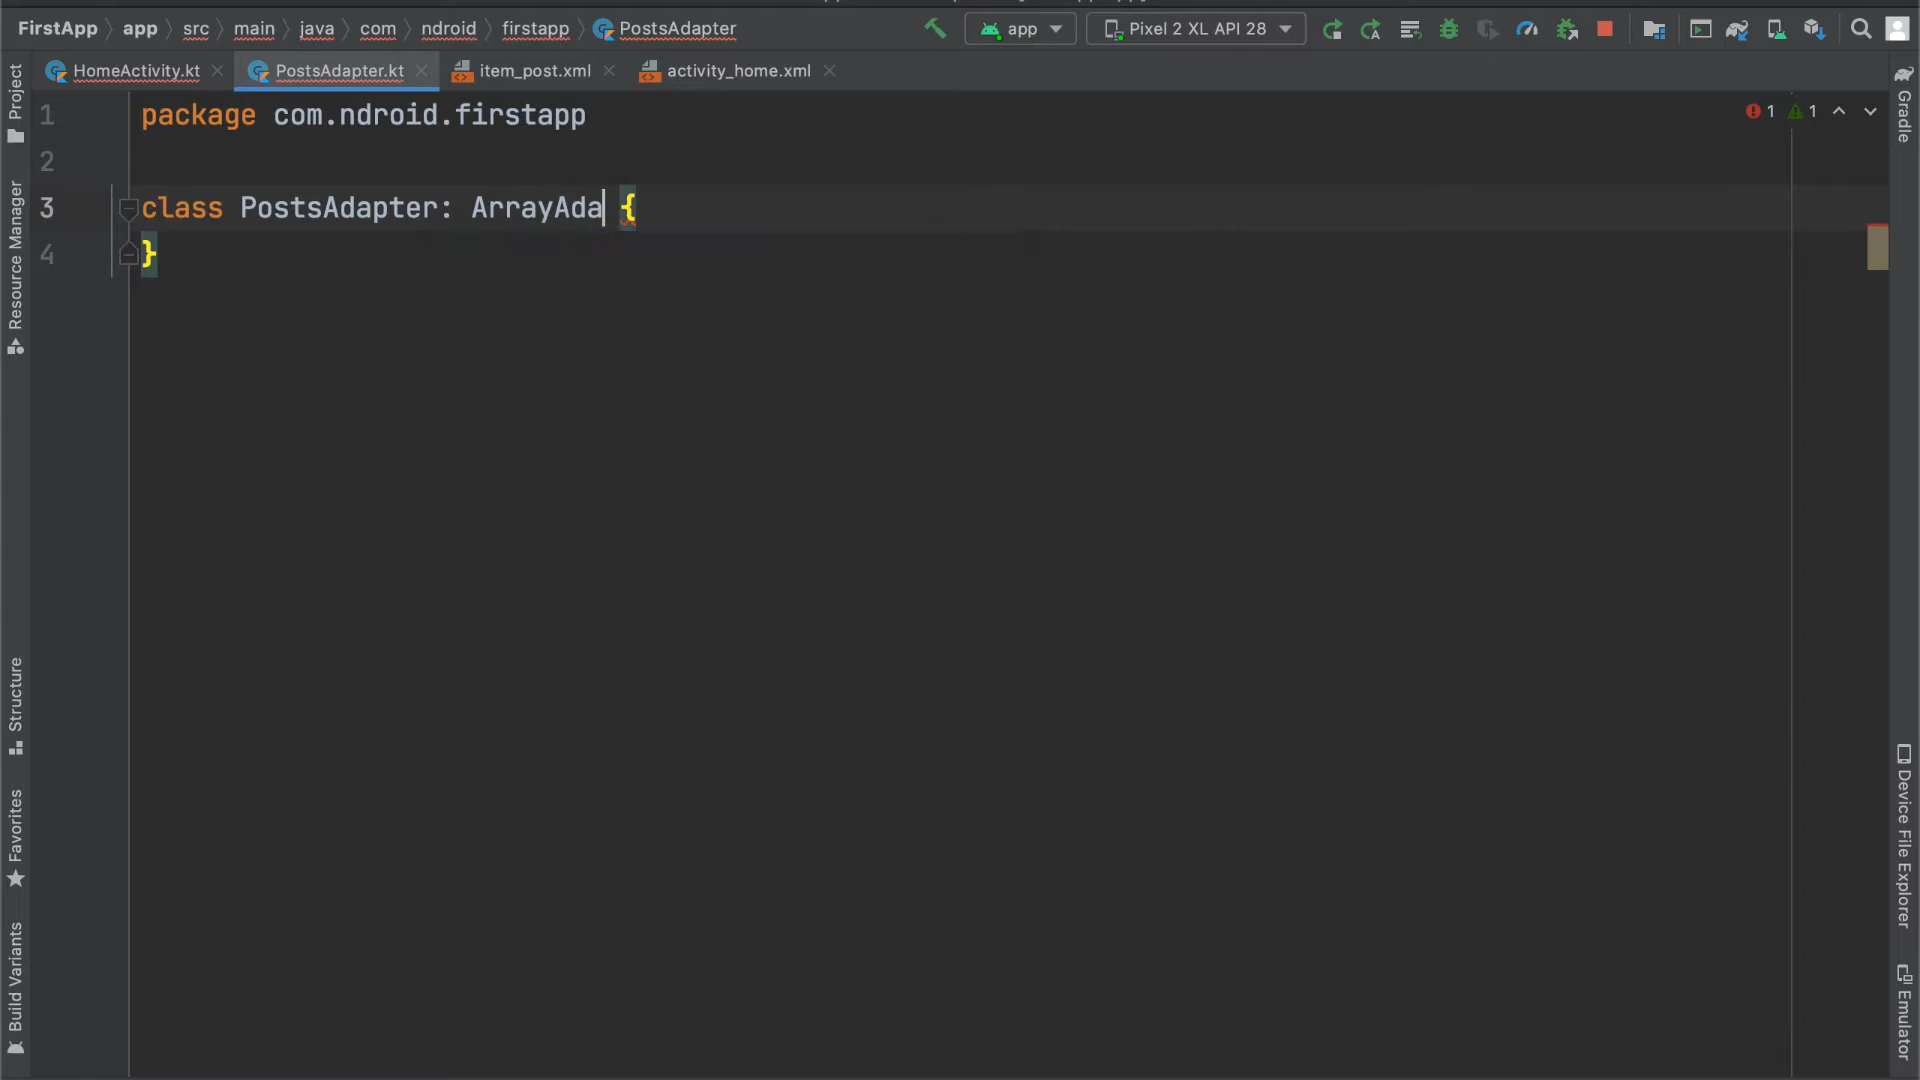 FirstApp app src main java com ndroid firstapp PostsAdapter app Pixel 2 XL API 28
HomeActivity.kt PostsAdapter.kt item_post.xml activity_home.xml
1 package com.ndroid.firstapp 1 1
2
3 class PostsAdapter: ArrayAda {
4 }
Project
Resource Manager
Structure
Favorites
Build Variants
Gradle
Device File Explorer
Emulator